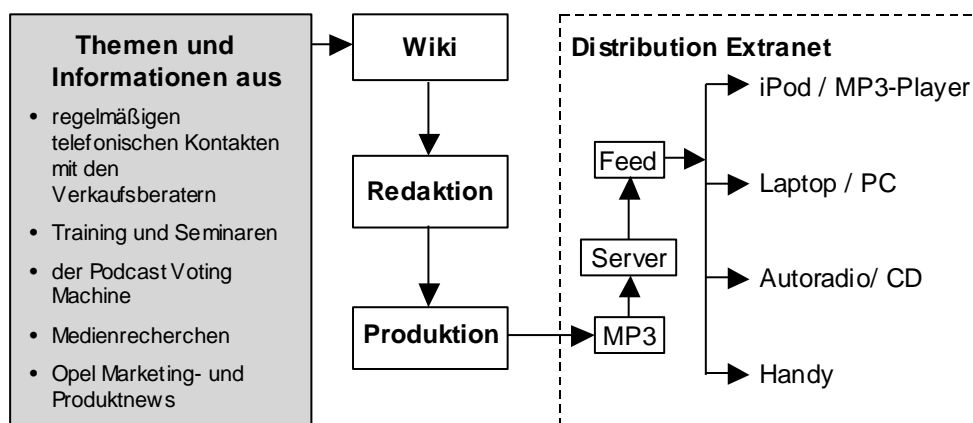 Themen und
Informationen aus
• regelmäßigen
telefonischen Kontakten
mit den
Verkaufsberatern
• Training und Seminaren
• der Podcast Voting
Machine
• Medienrecherchen
• Opel Marketing- und
Produktnews
Wiki
Redaktion
Produktion
Distribution Extranet
MP3
Server
Feed
iPod / MP3-Player
Laptop / PC
Autoradio/ CD
Handy